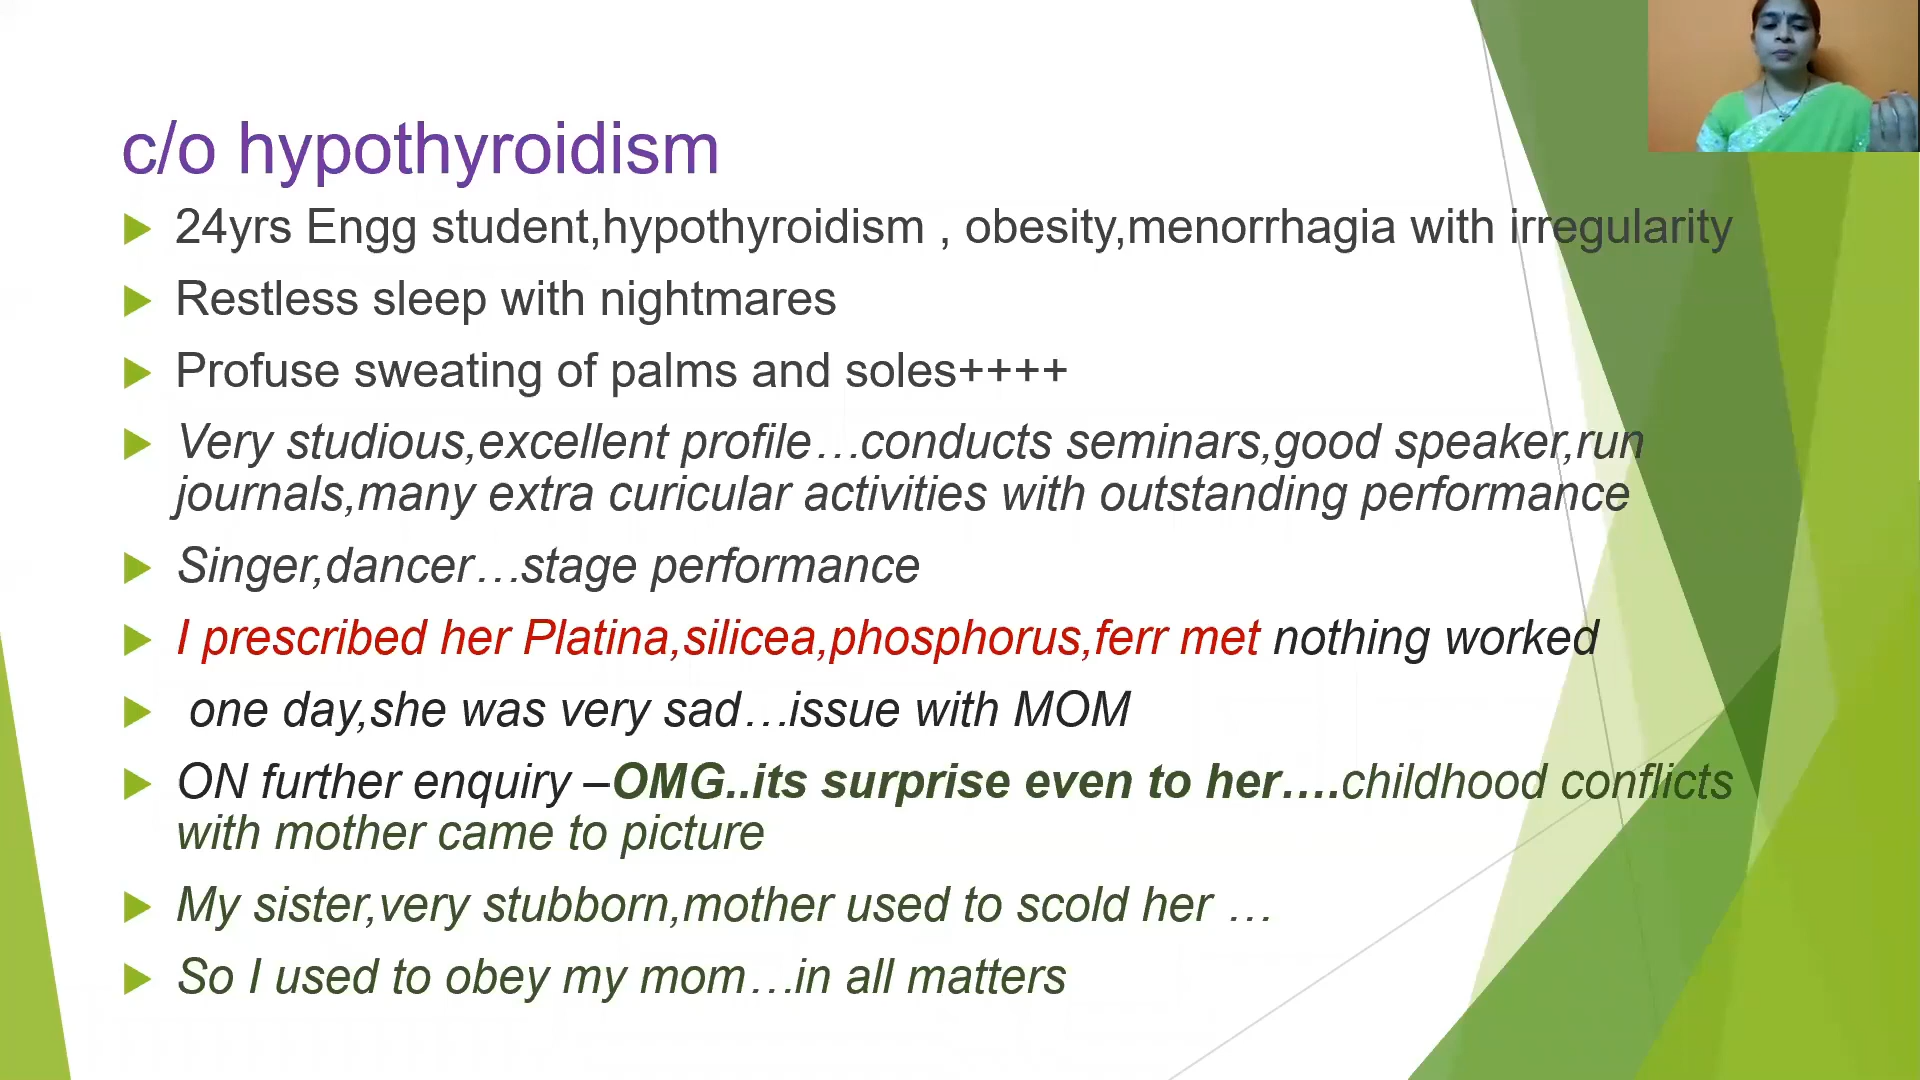 c/o hypothyroidism
24yrs Engg student,hypothyroidism , obesity,menorrhagia with irregularity
Restless sleep with nightmares
Profuse sweating of palms and soles++++
Very studious,excellent profile…conducts seminars,good speaker,run
journals,many extra curicular activities with outstanding performance
Singer,dancer…stage performance
I prescribed her Platina,silicea,phosphorus,ferr met nothing worked
one day,she was very sad…issue with MOM
ON further enquiry –OMG..its surprise even to her….childhood conflicts
with mother came to picture
My sister,very stubborn,mother used to scold her …
So I used to obey my mom…in all matters